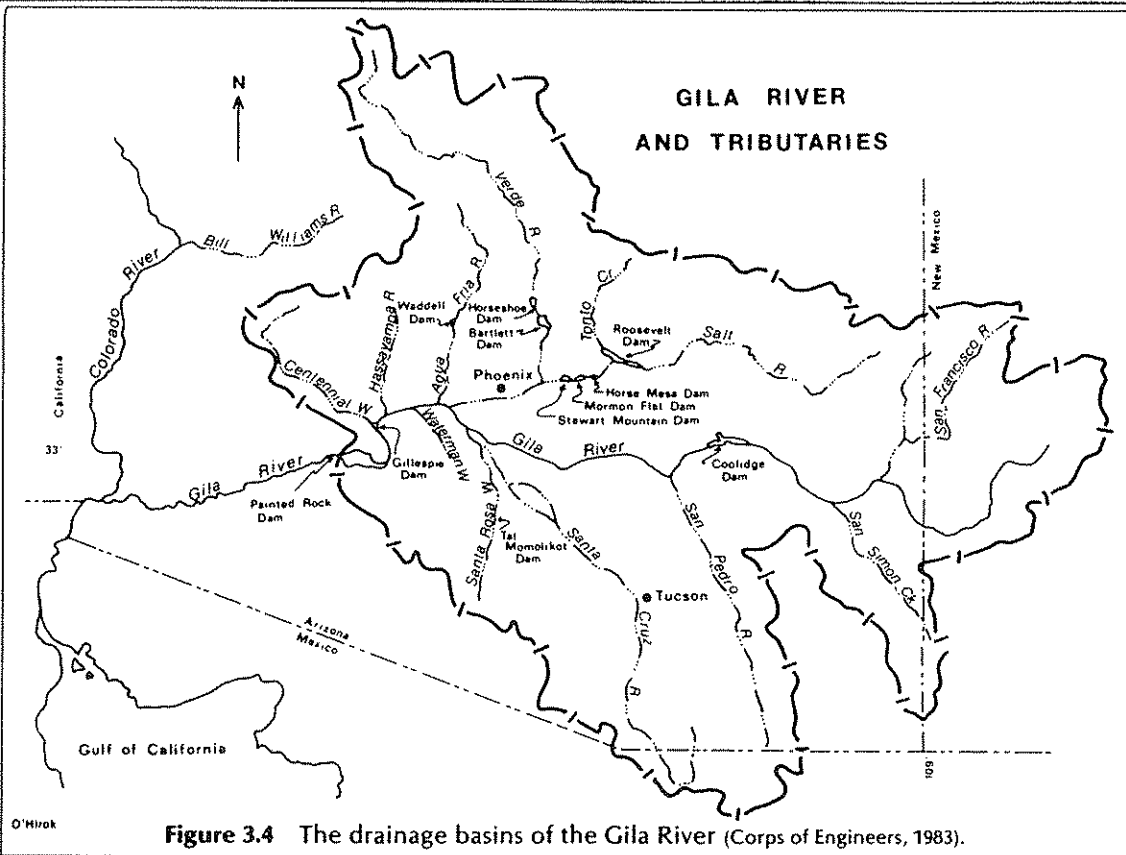 GILA RIVER
AND TRIBUTARIES
N
Verde R
Bill Williams R
Colorado River
California
New Mexico
Tonto Cr
Agua Fria R
Hassayampa R
Waddell
Dam
Horseshoe
Dam
Bartlett
Dam
Roosevelt
Dam
Salt R
San Francisco R
Centennial W
Phoenix
Horse Mesa Dam
Mormon Flat Dam
Stewart Mountain Dam
33'
Gila River
Painted Rock
Dam
Gillespie
Dam
Waterman W
Gila River
Coolidge
Dam
Santa Rosa W
Tat
Momolikot
Dam
Santa Cruz R
San Pedro R
San Simon Ck
Tucson
Arizona
Mexico
Gulf of California
109'
O'Hirok
Figure 3.4 The drainage basins of the Gila River (Corps of Engineers, 1983).